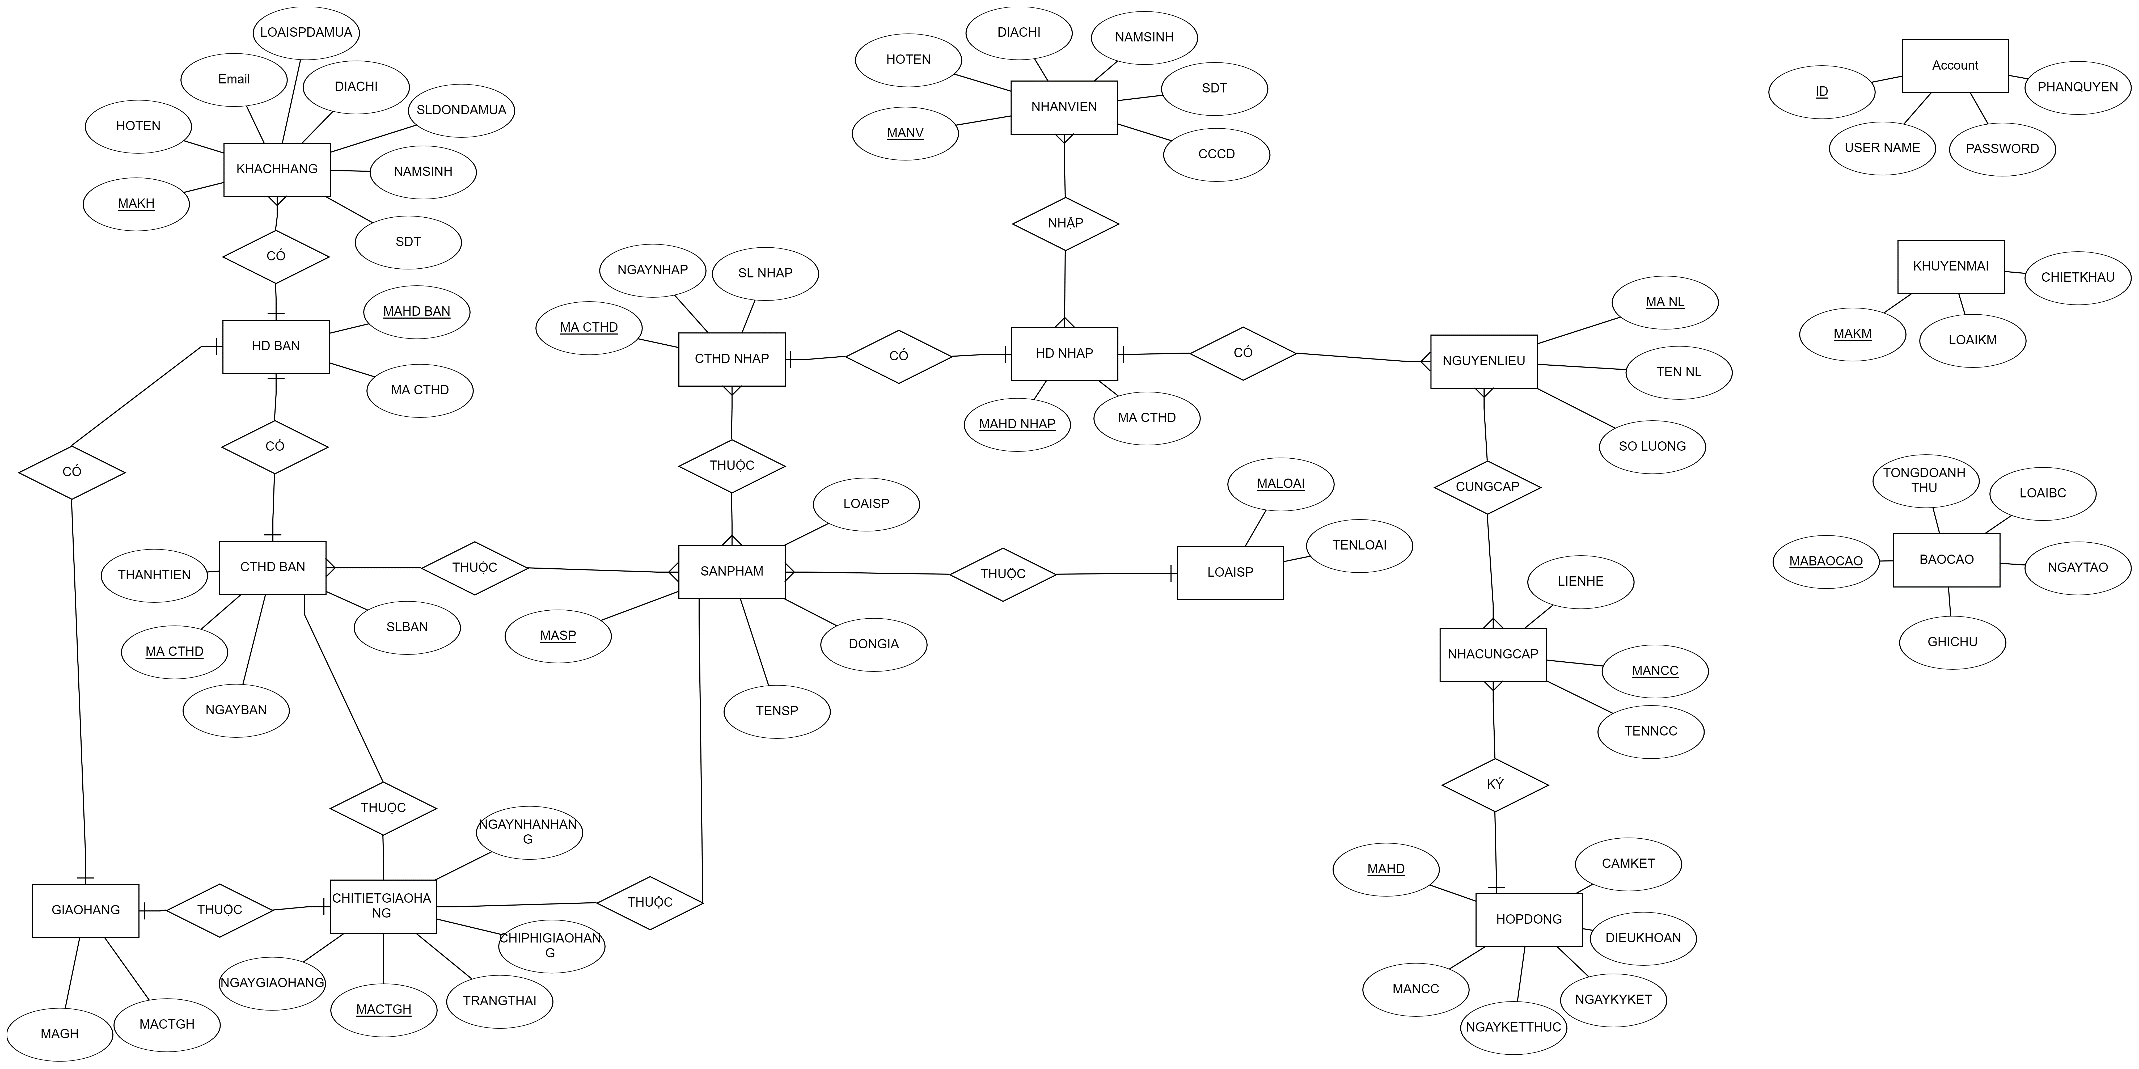 LOAISPDAMUA
Email
DIACHI
SLDONDAMUA
HOTEN
KHACHHANG
NAMSINH
MAKH
SDT
CÓ
MAHD BAN
HD BAN
MA CTHD
CÓ
CÓ
THANHTIEN
CTHD BAN
SLBAN
MA CTHD
NGAYBAN
THUỘC
THUỘC
NGAYNHANHAN
G
CHITIETGIAOHA
NG
CHIPHIGIAOHAN
G
NGAYGIAOHANG
MACTGH
TRANGTHAI
THUỘC
GIAOHANG
MAGH
MACTGH
THUỘC
DIACHI
NAMSINH
HOTEN
NHANVIEN
SDT
MANV
CCCD
NHẬP
NGAYNHAP
SL NHAP
MA CTHD
CTHD NHAP
CÓ
HD NHAP
MAHD NHAP
MA CTHD
CÓ
THUỘC
LOAISP
SANPHAM
MASP
DONGIA
TENSP
THUỘC
MALOAI
TENLOAI
LOAISP
MA NL
NGUYENLIEU
TEN NL
SO LUONG
CUNGCAP
LIENHE
NHACUNGCAP
MANCC
TENNCC
KÝ
MAHD
CAMKET
HOPDONG
DIEUKHOAN
MANCC
NGAYKYKET
NGAYKETTHUC
Account
ID
PHANQUYEN
USER NAME
PASSWORD
KHUYENMAI
CHIETKHAU
MAKM
LOAIKM
TONGDOANH
THU
LOAIBC
MABAOCAO
BAOCAO
NGAYTAO
GHICHU